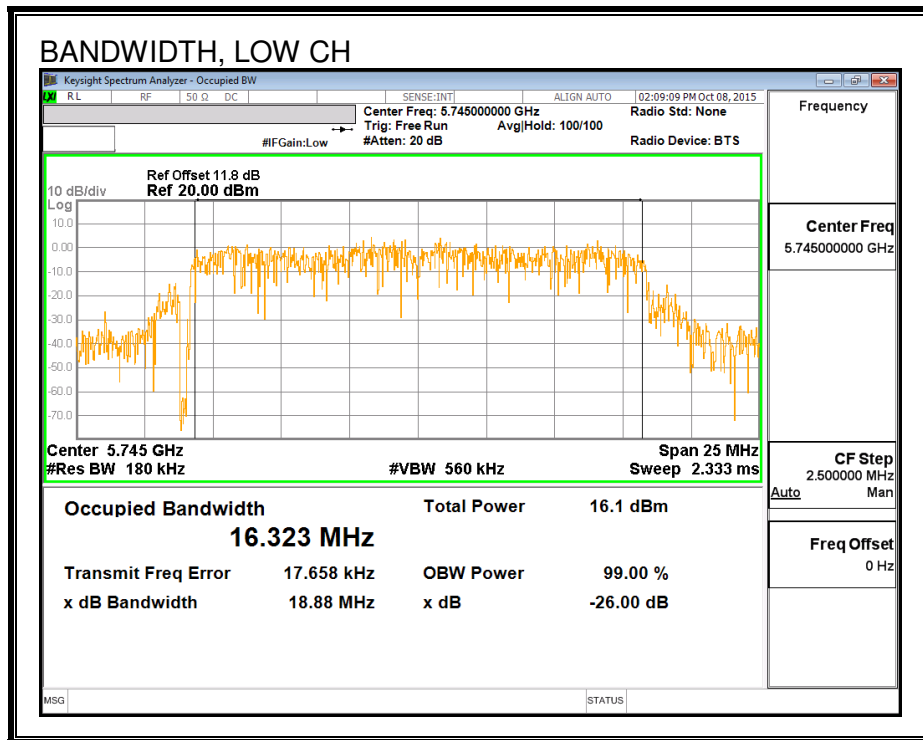 BANDWIDTH, LOW CH
Keysight Spectrum Analyzer - Occupied BW
LXI RL RF 50 Ω DC SENSE:INT ALIGN AUTO 02:09:09 PM Oct 08, 2015
Center Freq: 5.745000000 GHz Radio Std: None
Trig: Free Run Avg|Hold: 100/100
#IFGain:Low #Atten: 20 dB Radio Device: BTS
Frequency
Ref Offset 11.8 dB
10 dB/div Ref 20.00 dBm
Log
10.0
0.00
-10.0
-20.0
-30.0
-40.0
-50.0
-60.0
-70.0
Center 5.745 GHz Span 25 MHz
#Res BW 180 kHz #VBW 560 kHz Sweep 2.333 ms
Center Freq
5.745000000 GHz
CF Step
2.500000 MHz
Auto Man
Freq Offset
0 Hz
Occupied Bandwidth Total Power 16.1 dBm
16.323 MHz
Transmit Freq Error 17.658 kHz OBW Power 99.00 %
x dB Bandwidth 18.88 MHz x dB -26.00 dB
MSG STATUS